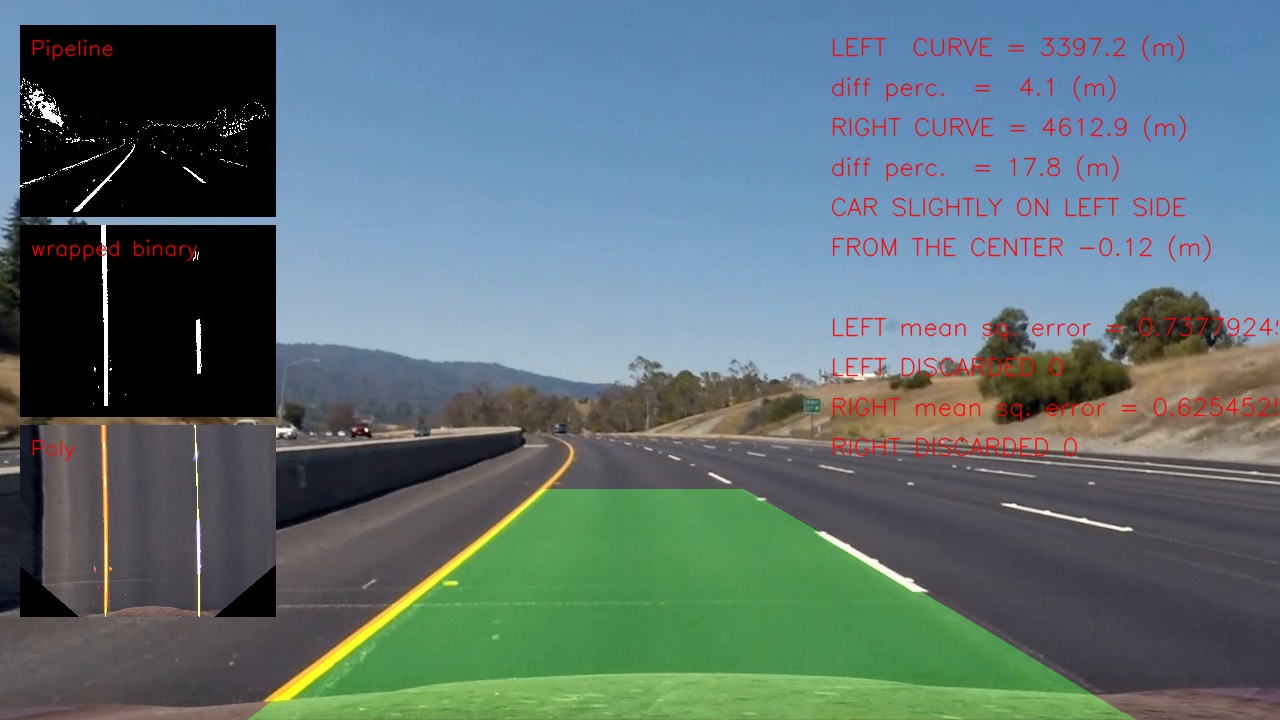 Pipeline
wrapped binary
Poly
LEFT CURVE = 3397.2 (m)
diff perc. = 4.1 (m)
RIGHT CURVE = 4612.9 (m)
diff perc. = 17.8 (m)
CAR SLIGHTLY ON LEFT SIDE
FROM THE CENTER -0.12 (m)
LEFT mean sq. error = 0.7377924
LEFT DISCARDED 0
RIGHT mean sq. error = 0.625452
RIGHT DISCARDED 0